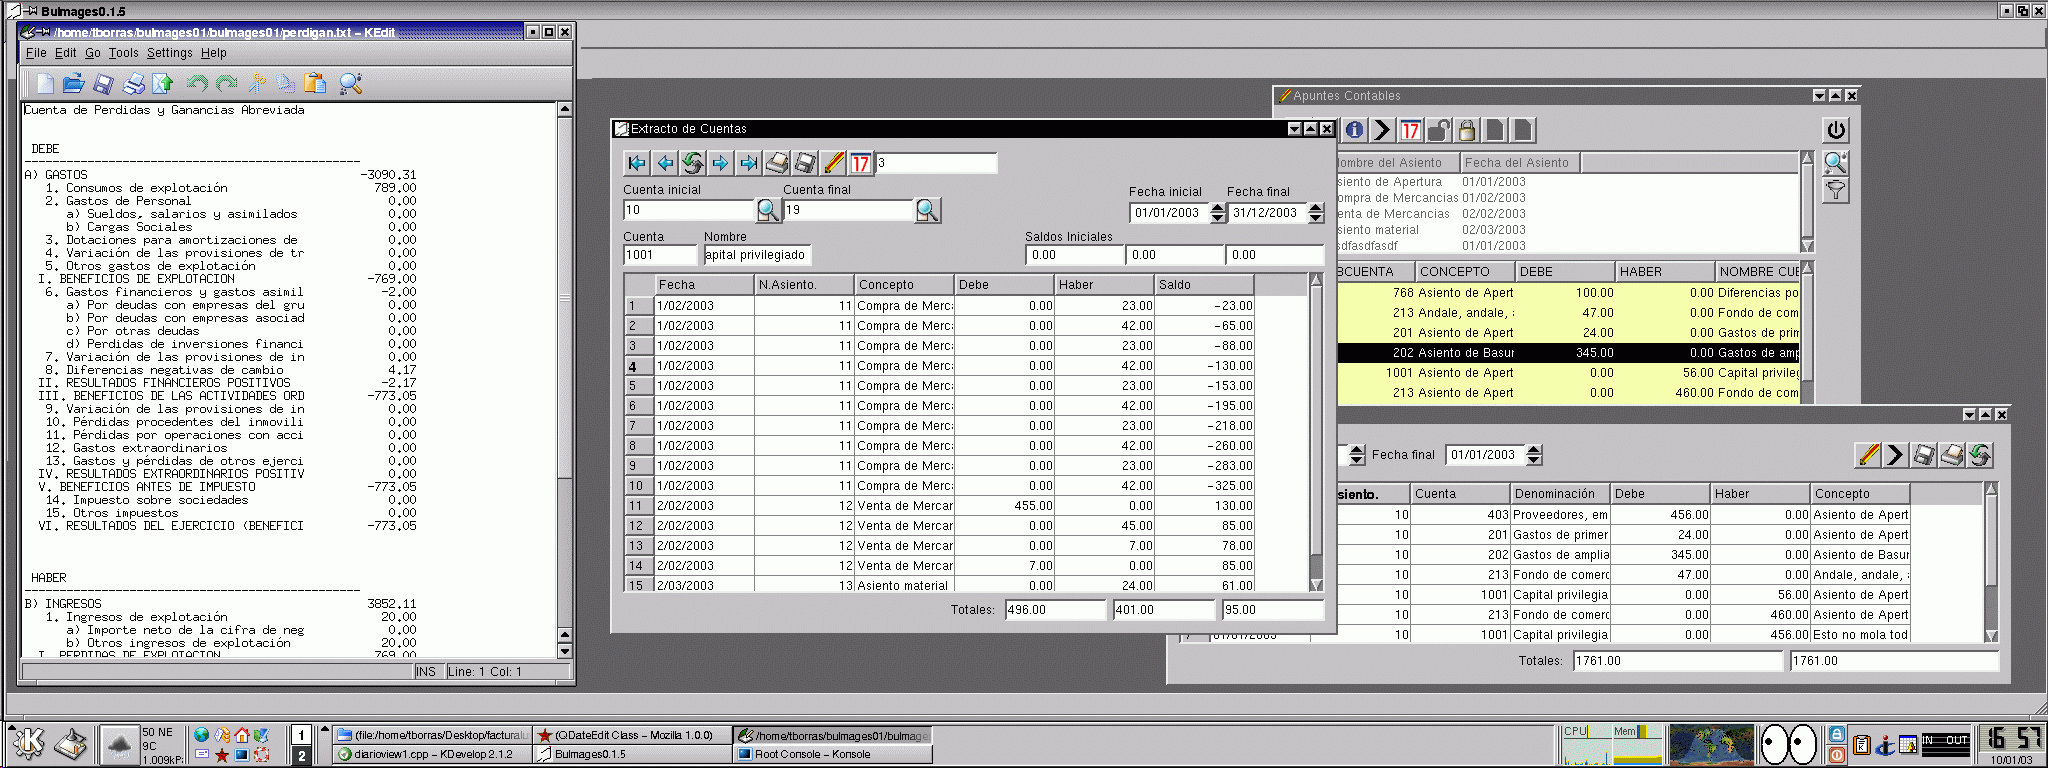 Bulmages0.1.5
/home/tborras/bulmages01/bulmages01/perdigan.txt - KEdit
File Edit Go Tools Settings Help
Cuenta de Perdidas y Ganancias Abreviada
DEBE
A) GASTOS -3090.31
1. Consumos de explotación 789.00
2. Gastos de Personal 0.00
a) Sueldos, salarios y asimilados 0.00
b) Cargas Sociales 0.00
3. Dotaciones para amortizaciones de 0.00
4. Variación de las provisiones de tr 0.00
5. Otros gastos de explotación 0.00
I. BENEFICIOS DE EXPLOTACION -769.00
6. Gastos financieros y gastos asimil -2.00
a) Por deudas con empresas del gru 0.00
b) Por deudas con empresas asociad 0.00
c) Por otras deudas 0.00
d) Perdidas de inversiones financi 0.00
7. Variación de las provisiones de in 0.00
8. Diferencias negativas de cambio 4.17
II. RESULTADOS FINANCIEROS POSITIVOS -2.17
III. BENEFICIOS DE LAS ACTIVIDADES ORD -773.05
9. Variación de las provisiones de in 0.00
10. Pérdidas procedentes del inmovili 0.00
11. Pérdidas por operaciones con acci 0.00
12. Gastos extraordinarios 0.00
13. Gastos y pérdidas de otros ejerci 0.00
IV. RESULTADOS EXTRAORDINARIOS POSITIV 0.00
V. BENEFICIOS ANTES DE IMPUESTO -773.05
14. Impuesto sobre sociedades 0.00
15. Otros impuestos 0.00
VI. RESULTADOS DEL EJERCICIO (BENEFICI -773.05
HABER
B) INGRESOS 3852.11
1. Ingresos de explotación 20.00
a) Importe neto de la cifra de neg 0.00
b) Otros ingresos de explotación 20.00
I. PERDIDAS DE EXPLOTACION 769.00
INS Line: 1 Col: 1
Extracto de Cuentas
17 3
Cuenta inicial Cuenta final Fecha inicial Fecha final
10 19 01/01/2003 31/12/2003
Cuenta Nombre Saldos Iniciales
1001 apital privilegiado 0.00 0.00 0.00
Fecha N.Asiento. Concepto Debe Haber Saldo
1 1/02/2003 11 Compra de Merc 0.00 23.00 -23.00
2 1/02/2003 11 Compra de Merc 0.00 42.00 -65.00
3 1/02/2003 11 Compra de Merc 0.00 23.00 -88.00
4 1/02/2003 11 Compra de Merc 0.00 42.00 -130.00
5 1/02/2003 11 Compra de Merc 0.00 23.00 -153.00
6 1/02/2003 11 Compra de Merc 0.00 42.00 -195.00
7 1/02/2003 11 Compra de Merc 0.00 23.00 -218.00
8 1/02/2003 11 Compra de Merc 0.00 42.00 -260.00
9 1/02/2003 11 Compra de Merc 0.00 23.00 -283.00
10 1/02/2003 11 Compra de Merc 0.00 42.00 -325.00
11 2/02/2003 12 Venta de Mercar 455.00 0.00 130.00
12 2/02/2003 12 Venta de Mercar 0.00 45.00 85.00
13 2/02/2003 12 Venta de Mercar 0.00 7.00 78.00
14 2/02/2003 12 Venta de Mercar 7.00 0.00 85.00
15 2/03/2003 13 Asiento material 0.00 24.00 61.00
Totales: 496.00 401.00 95.00
Apuntes Contables
17
ombre del Asiento Fecha del Asiento
siento de Apertura 01/01/2003
ompra de Mercancias 01/02/2003
enta de Mercancias 02/02/2003
siento material 02/03/2003
sdfasdfasdf 01/01/2003
BCUENTA CONCEPTO DEBE HABER NOMBRE CUE
768 Asiento de Apert 100.00 0.00 Diferencias po
213 Andale, andale, 47.00 0.00 Fondo de com
201 Asiento de Apert 24.00 0.00 Gastos de prim
202 Asiento de Basur 345.00 0.00 Gastos de amp
1001 Asiento de Apert 0.00 56.00 Capital privileg
213 Asiento de Apert 0.00 460.00 Fondo de com
Fecha final 01/01/2003
siento. Cuenta Denominación Debe Haber Concepto
10 403 Proveedores, em 456.00 0.00 Asiento de Apert
10 201 Gastos de primer 24.00 0.00 Asiento de Apert
10 202 Gastos de amplia 345.00 0.00 Asiento de Basur
10 213 Fondo de comerc 47.00 0.00 Andale, andale,
10 1001 Capital privilegia 0.00 56.00 Asiento de Apert
10 213 Fondo de comerc 0.00 460.00 Asiento de Apert
7 01/01/2003 10 1001 Capital privilegia 0.00 456.00 Esto no mola tod
Totales: 1761.00 1761.00
50 NE
9C
1.009kP
1
2
(file:/home/tborras/Desktop/factural
(QDateEdit Class - Mozilla 1.0.0)
/home/tborras/bulmages01/bulmage
diarioview1.cpp - KDevelop 2.1.2
Bulmages0.1.5
Root Console - Konsole
CPU Mem
IN OUT
16 57
10/01/03